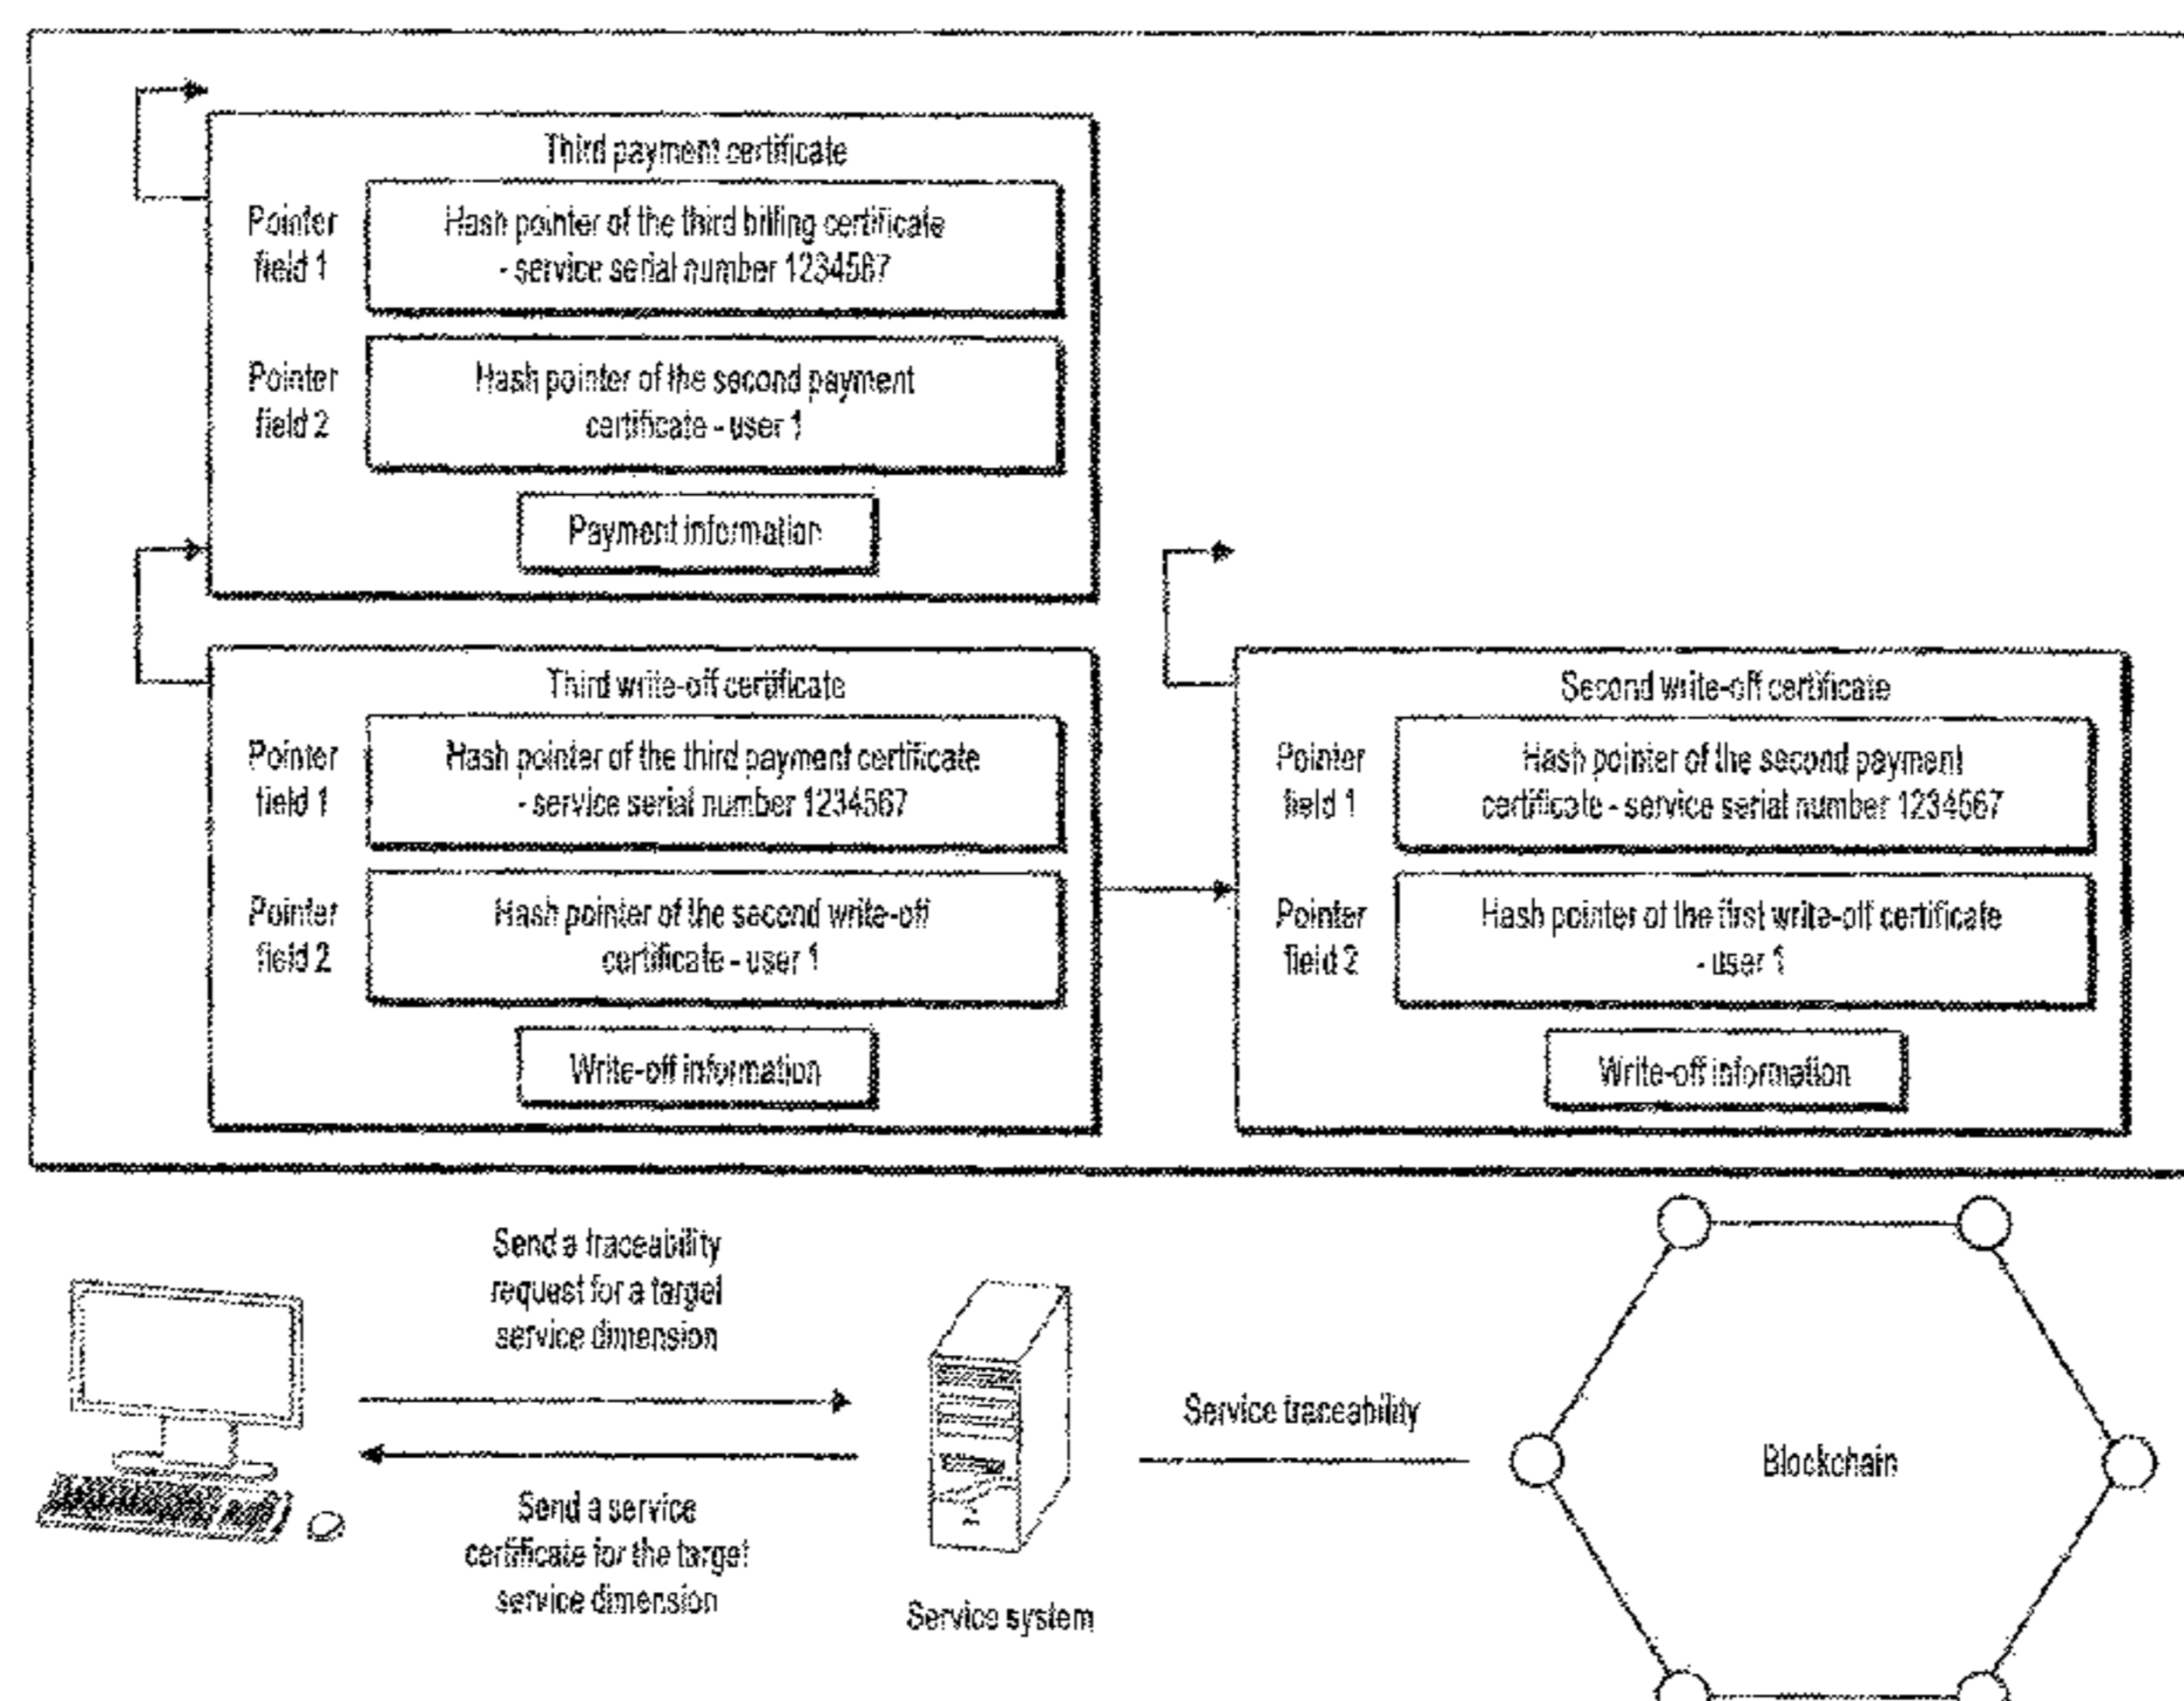 Third payment certificate
Pointer
field 1
Hash pointer of the third billing certificate
- service serial number 1234567
Pointer
field 2
Hash pointer of the second payment
certificate - user 1
Payment information
Third write-off certificate
Pointer
field 1
Hash pointer of the third payment certificate
- service serial number 1234567
Pointer
field 2
Hash pointer of the second write-off
certificate - user 1
Write-off information
Second write-off certificate
Pointer
field 1
Hash pointer of the second payment
certificate - service serial number 1234567
Pointer
field 2
Hash pointer of the first write-off certificate
- user 1
Write-off information
Send a traceability
request for a target
service dimension
Send a service
certificate for the target
service dimension
Service system
Service traceability
Blockchain